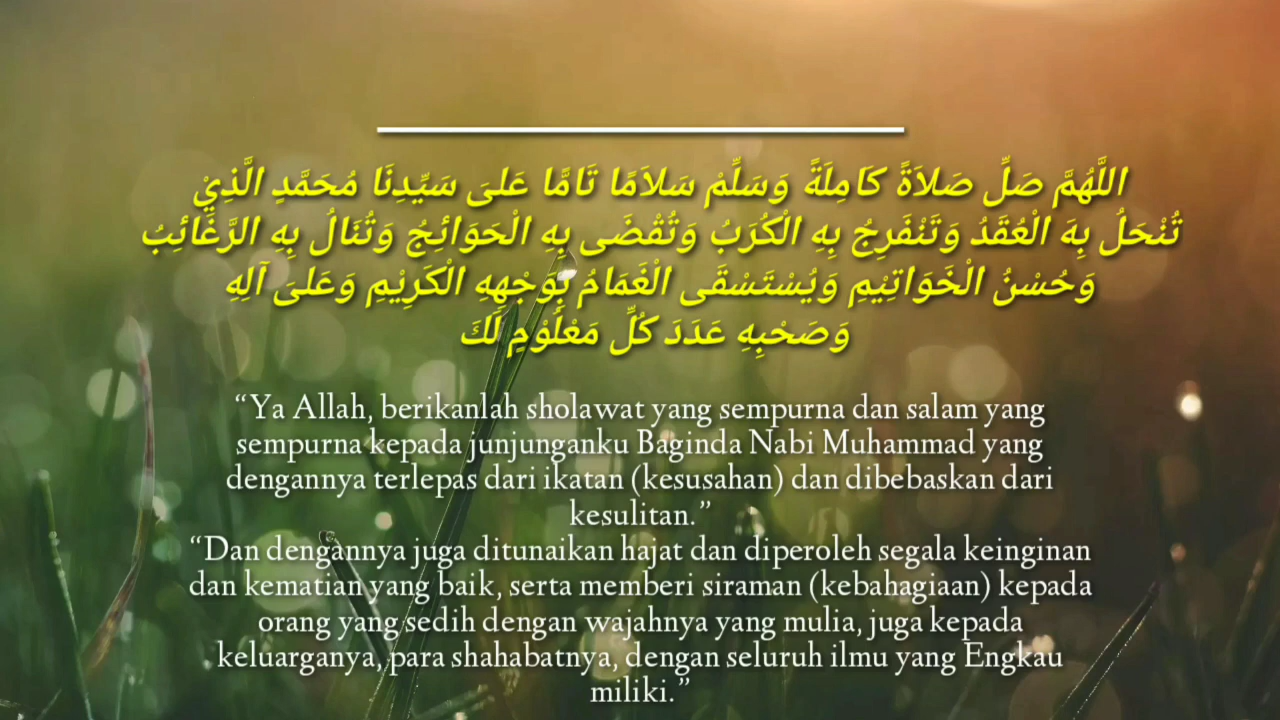 اللَّهُمَّ صَلِّ صَلاَةً كَامِلَةً وَسَلِّمْ سَلاَمًا تَامًّا عَلىَ سَيِّدِنَا مُحَمَّدٍ الَّذِيْ
تُنْحَلُ بِهَ الْعُقَدُ وَتَنْفَرِجُ بِهِ الْكُرَبُ وَتُقْضَى بِهِ الْحَوَائِجُ وَتُنَالُ بِهِ الرَّغَائِبُ
وَحُسْنُ الْخَوَاتِيْمِ وَيُسْتَسْقَى الْغَمَامُ بِوَجْهِهِ الْكَرِيْمِ وَعَلىَ آلِهِ
وَصَحْبِهِ عَدَدَ كُلِّ مَعْلُوْمٍ لَكَ
“Ya Allah, berikanlah sholawat yang sempurna dan salam yang
sempurna kepada junjunganku Baginda Nabi Muhammad yang
dengannya terlepas dari ikatan (kesusahan) dan dibebaskan dari
kesulitan.”
“Dan dengannya juga ditunaikan hajat dan diperoleh segala keinginan
dan kematian yang baik, serta memberi siraman (kebahagiaan) kepada
orang yang sedih dengan wajahnya yang mulia, juga kepada
keluarganya, para shahabatnya, dengan seluruh ilmu yang Engkau
miliki.”